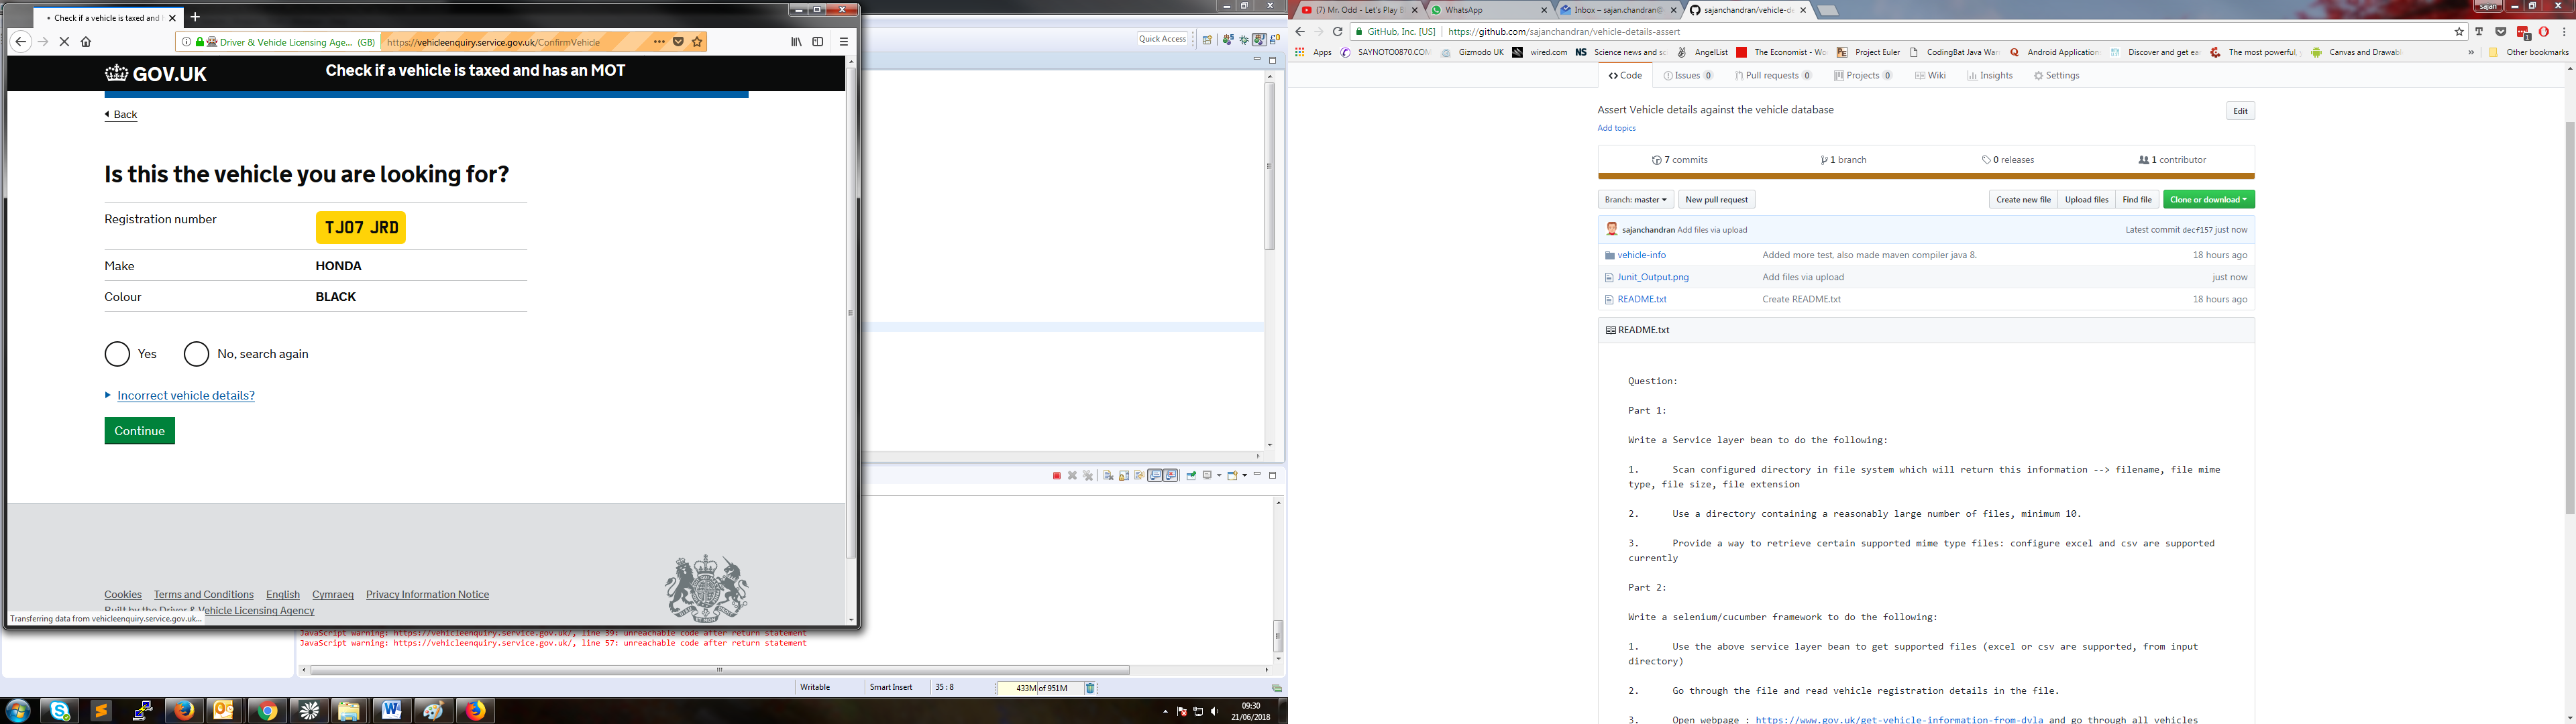 Check if a vehicle is taxed and h
Driver & Vehicle Licensing Age... (GB)
https://vehicleenquiry.service.gov.uk/ConfirmVehicle
GOV.UK
Check if a vehicle is taxed and has an MOT
Back
Is this the vehicle you are looking for?
Registration number
TJ07 JRD
Make
HONDA
Colour
BLACK
Yes
No, search again
Incorrect vehicle details?
Continue
Cookies Terms and Conditions English Cymraeg Privacy Information Notice
Built by the Driver & Vehicle Licensing Agency
Transferring data from vehicleenquiry.service.gov.uk...
Quick Access
JavaScript warning: https://vehicleenquiry.service.gov.uk/, line 39: unreachable code after return statement
JavaScript warning: https://vehicleenquiry.service.gov.uk/, line 57: unreachable code after return statement
Writable
Smart Insert
35 : 8
433M of 951M
09:30
21/06/2018
(7) Mr. Odd - Let's Play B
WhatsApp
Inbox – sajan.chandran@
sajanchandran/vehicle-de
sajan
GitHub, Inc. [US]
https://github.com/sajanchandran/vehicle-details-assert
Apps
SAYNOTO0870.COM
Gizmodo UK
wired.com
Science news and sc
AngelList
The Economist - Wo
Project Euler
CodingBat Java War
Android Application
Discover and get ea
The most powerful,
Canvas and Drawabl
Other bookmarks
Code
Issues 0
Pull requests 0
Projects 0
Wiki
Insights
Settings
Assert Vehicle details against the vehicle database
Edit
Add topics
7 commits
1 branch
0 releases
1 contributor
Branch: master
New pull request
Create new file
Upload files
Find file
Clone or download
sajanchandran Add files via upload
Latest commit decf157 just now
vehicle-info
Added more test, also made maven compiler java 8.
18 hours ago
Junit_Output.png
Add files via upload
just now
README.txt
Create README.txt
18 hours ago
README.txt
Question:
Part 1:
Write a Service layer bean to do the following:
1. Scan configured directory in file system which will return this information --> filename, file mime
type, file size, file extension
2. Use a directory containing a reasonably large number of files, minimum 10.
3. Provide a way to retrieve certain supported mime type files: configure excel and csv are supported
currently
Part 2:
Write a selenium/cucumber framework to do the following:
1. Use the above service layer bean to get supported files (excel or csv are supported, from input
directory)
2. Go through the file and read vehicle registration details in the file.
3. Open webpage : https://www.gov.uk/get-vehicle-information-from-dvla and go through all vehicles